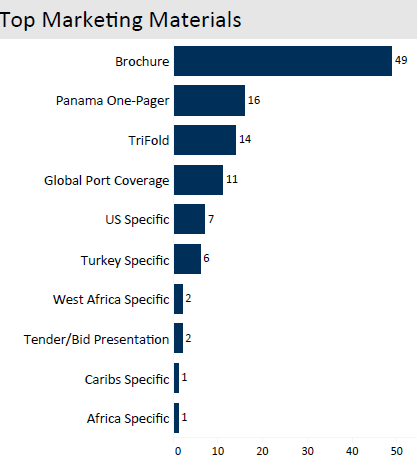 Top Marketing Materials
Brochure 49
Panama One-Pager 16
TriFold 14
Global Port Coverage 11
US Specific 7
Turkey Specific 6
West Africa Specific 2
Tender/Bid Presentation 2
Caribs Specific 1
Africa Specific 1
0 10 20 30 40 50